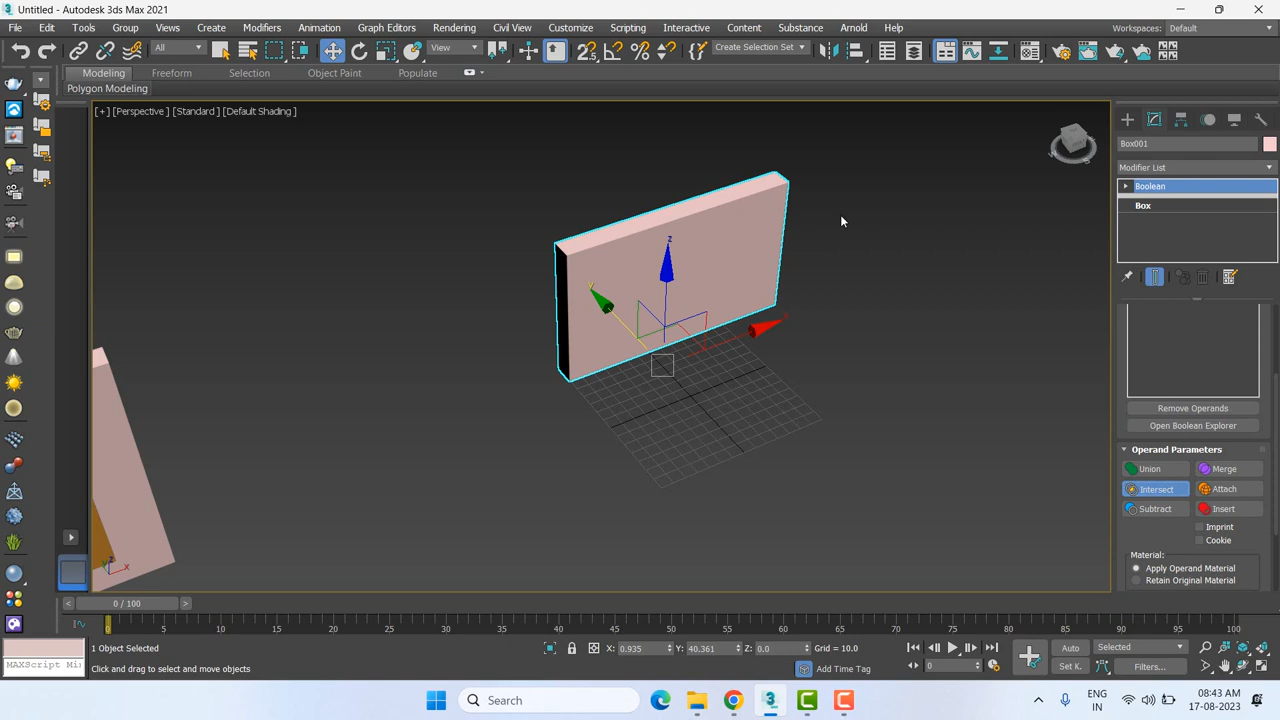 Untitled - Autodesk 3ds Max 2021
File Edit Tools Group Views Create Modifiers Animation Graph Editors Rendering Civil View Customize Scripting Interactive Content Substance Arnold Help Workspaces: Default
All View Create Selection Set
Modeling Freeform Selection Object Paint Populate
Polygon Modeling
[+] [Perspective ] [Standard ] [Default Shading ]
Box001
Modifier List
Boolean
Box
Remove Operands
Open Boolean Explorer
Operand Parameters
Union Merge
Intersect Attach
Subtract Insert
Imprint
Cookie
Material:
Apply Operand Material
Retain Original Material
z
y
x
z
x
< 0 / 100 >
0 5 10 15 20 25 30 35 40 45 50 55 60 65 70 75 80 85 90 95 100
1 Object Selected X: 0.935 Y: 40.361 Z: 0.0 Grid = 10.0 Auto Selected
MAXScript Mi Click and drag to select and move objects Add Time Tag 0 Set K. Filters...
Search ENG IN 08:43 AM 17-08-2023